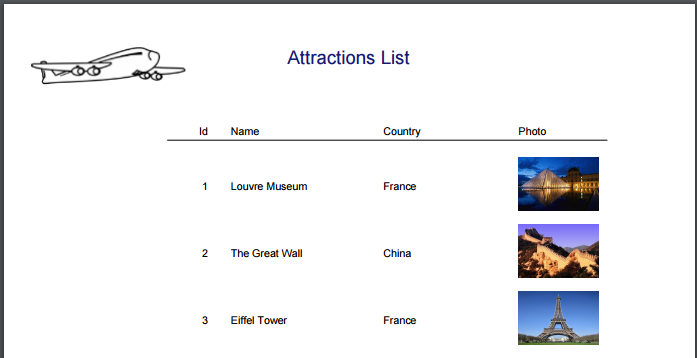 Attractions List
Id Name Country Photo
1 Louvre Museum France
2 The Great Wall China
3 Eiffel Tower France